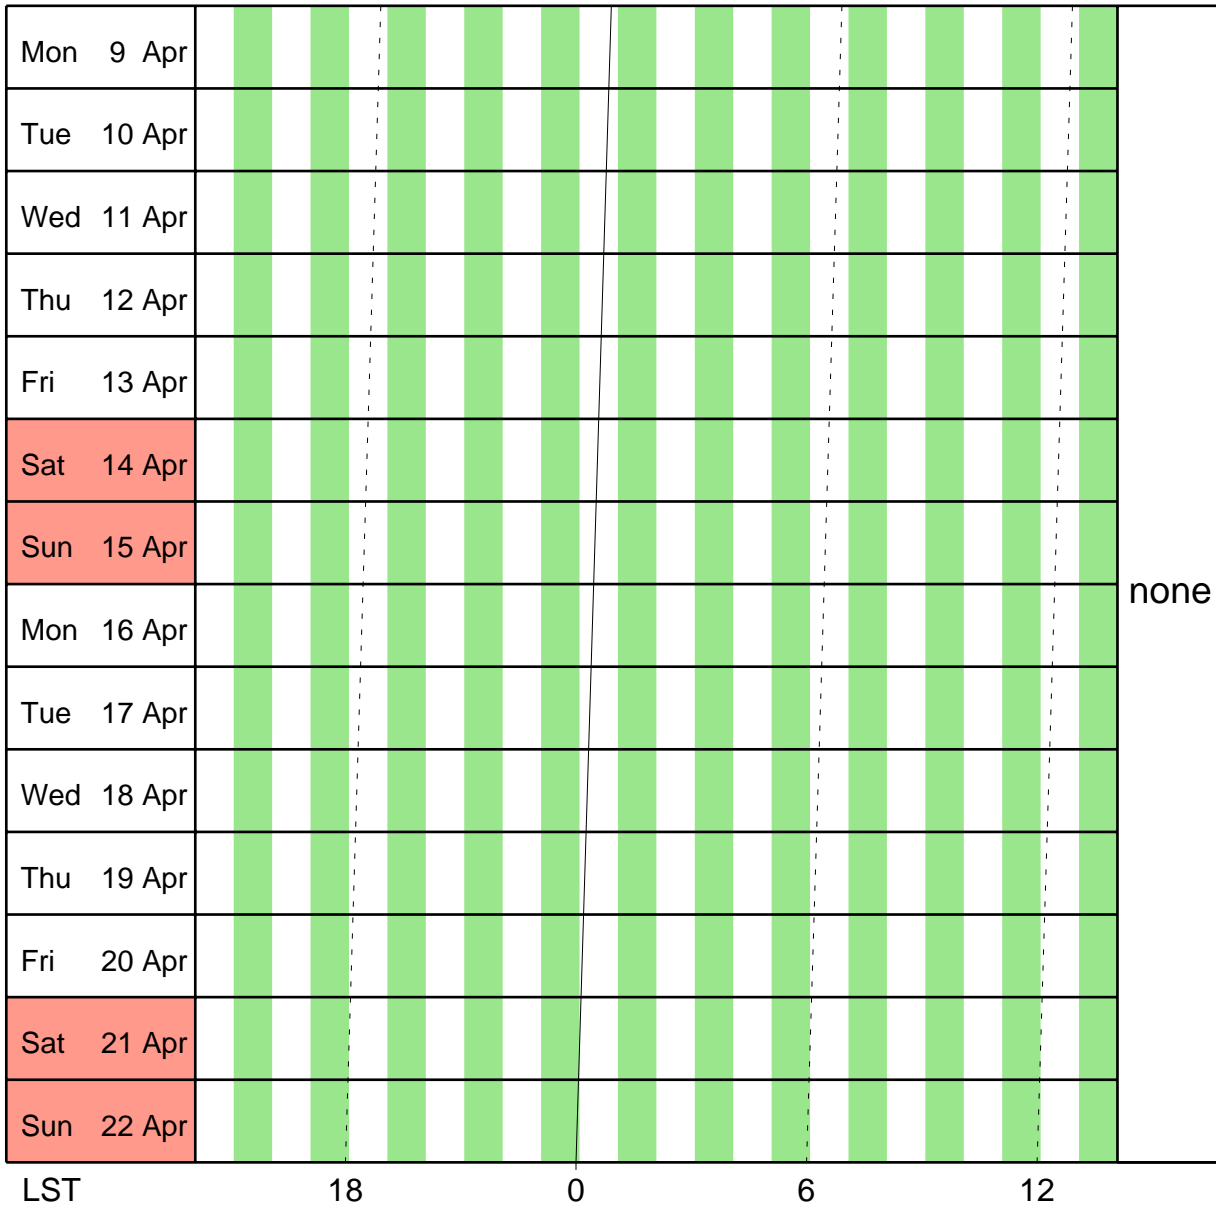 Mon 9 Apr
Tue 10 Apr
Wed 11 Apr
Thu 12 Apr
Fri 13 Apr
Sat 14 Apr
Sun 15 Apr
none
Mon 16 Apr
Tue 17 Apr
Wed 18 Apr
Thu 19 Apr
Fri 20 Apr
Sat 21 Apr
Sun 22 Apr
LST 18 0 6 12